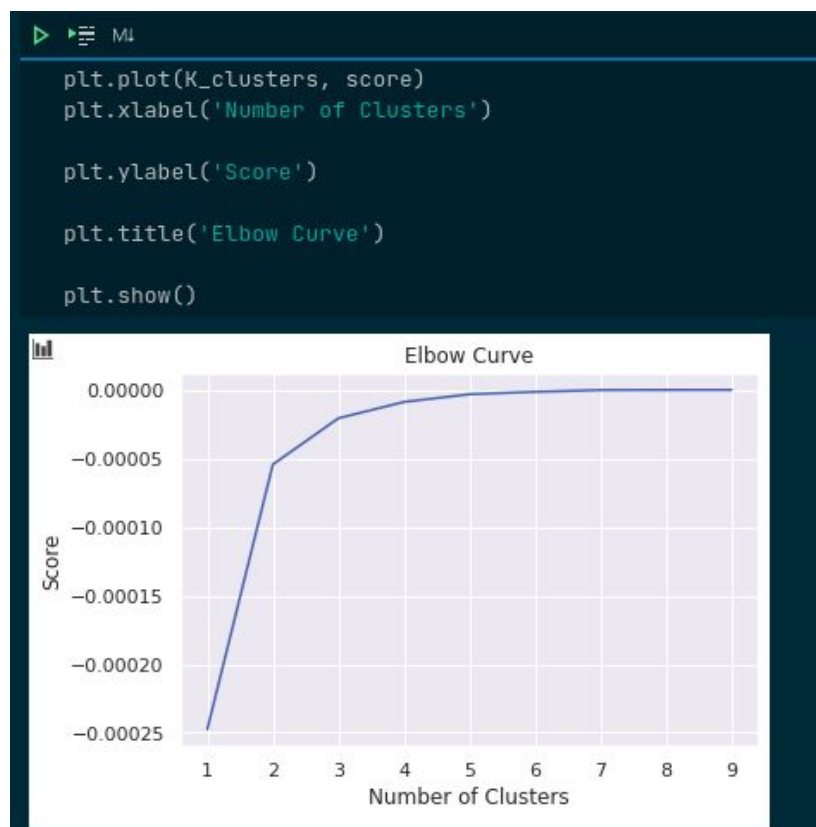 M↓
plt.plot(K_clusters, score)
plt.xlabel('Number of Clusters')
plt.ylabel('Score')
plt.title('Elbow Curve')
plt.show()
Elbow Curve
0.00000
−0.00005
−0.00010
−0.00015
−0.00020
−0.00025
Score
1 2 3 4 5 6 7 8 9
Number of Clusters